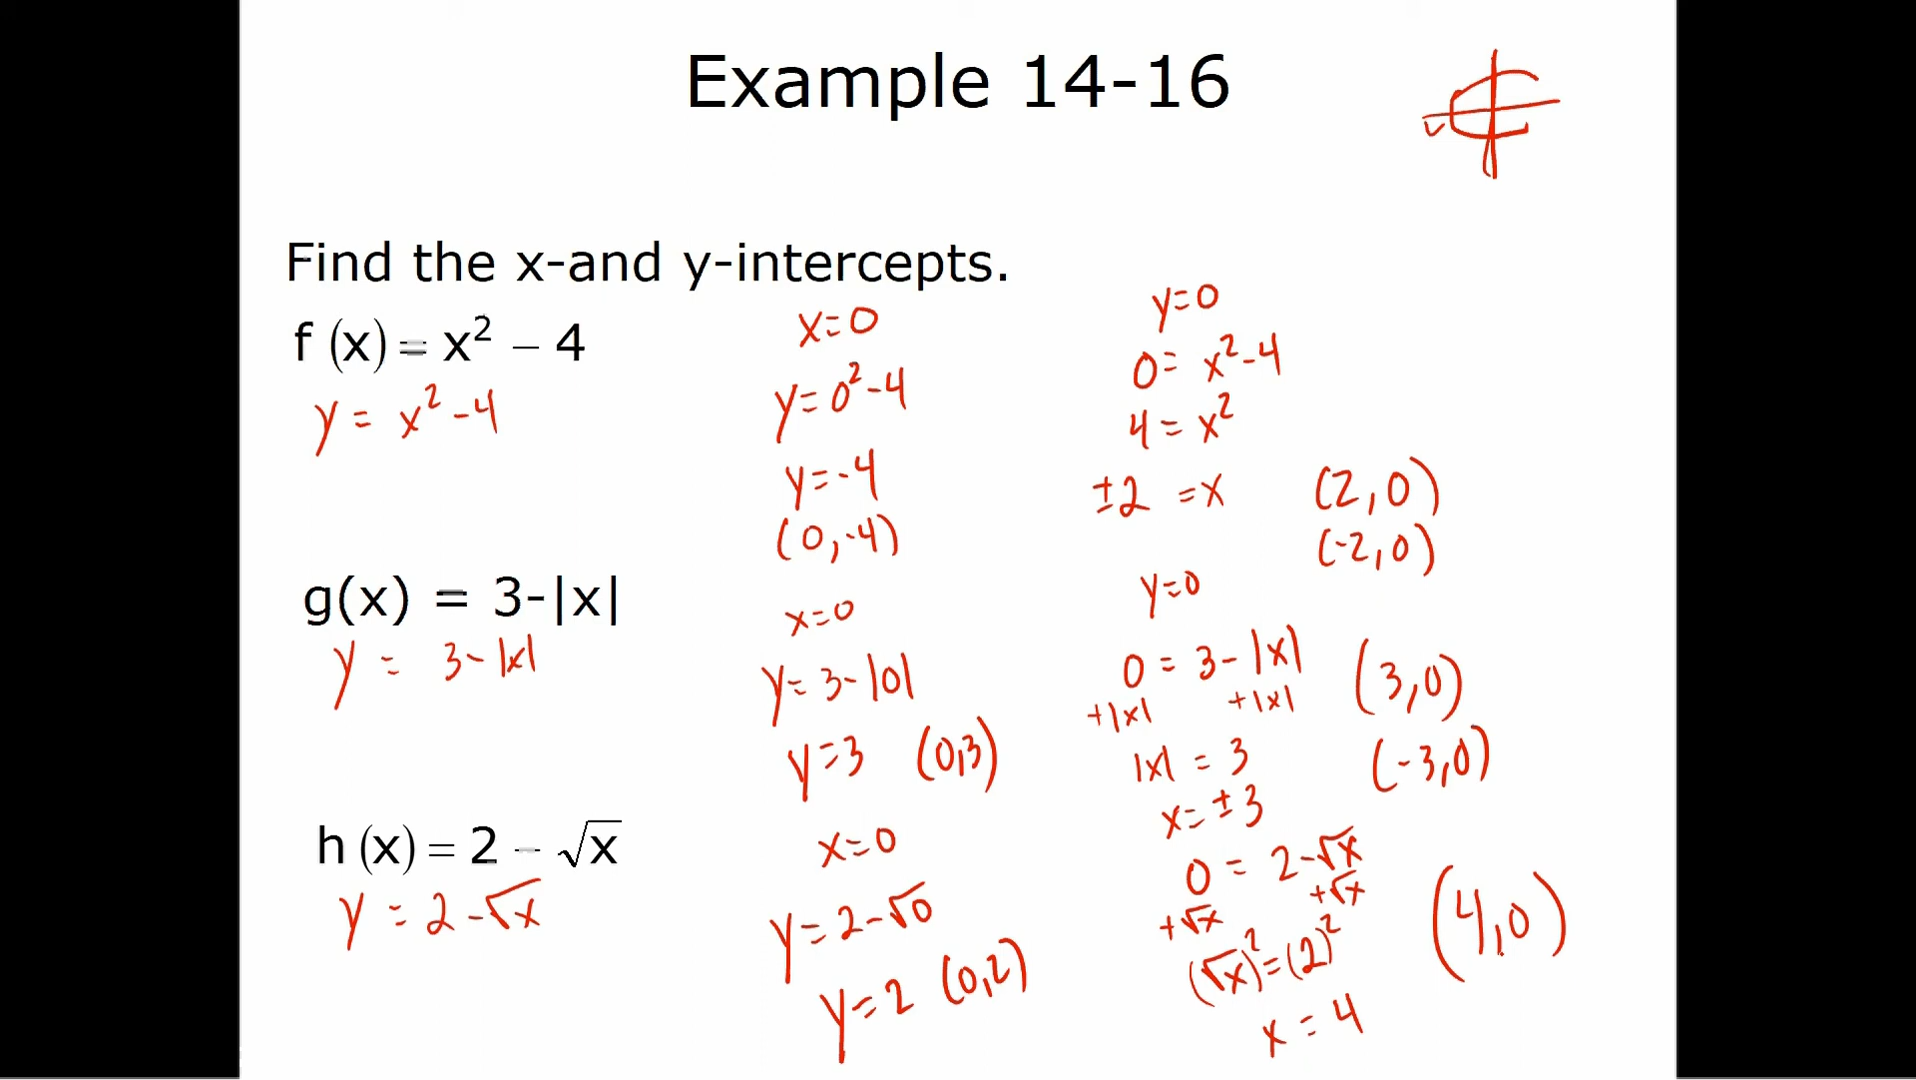 Example 14-16
Find the x-and y-intercepts.
f (x) = x² − 4
y = x² - 4
x=0
y= 0² - 4
y= -4
(0, -4)
y=0
0 = x² - 4
4 = x²
±2 = x
(2, 0)
(-2, 0)
g(x) = 3-|x|
y = 3 - |x|
x=0
y= 3 - |0|
y=3 (0,3)
y=0
0 = 3 - |x|
+|x| +|x|
|x| = 3
x= ±3
(3,0)
(-3,0)
h (x) = 2 − √x
y = 2 - √x
x=0
y= 2 - √0
y= 2 (0,2)
0 = 2 - √x
+√x +√x
(√x)² = (2)²
x = 4
(4,0)